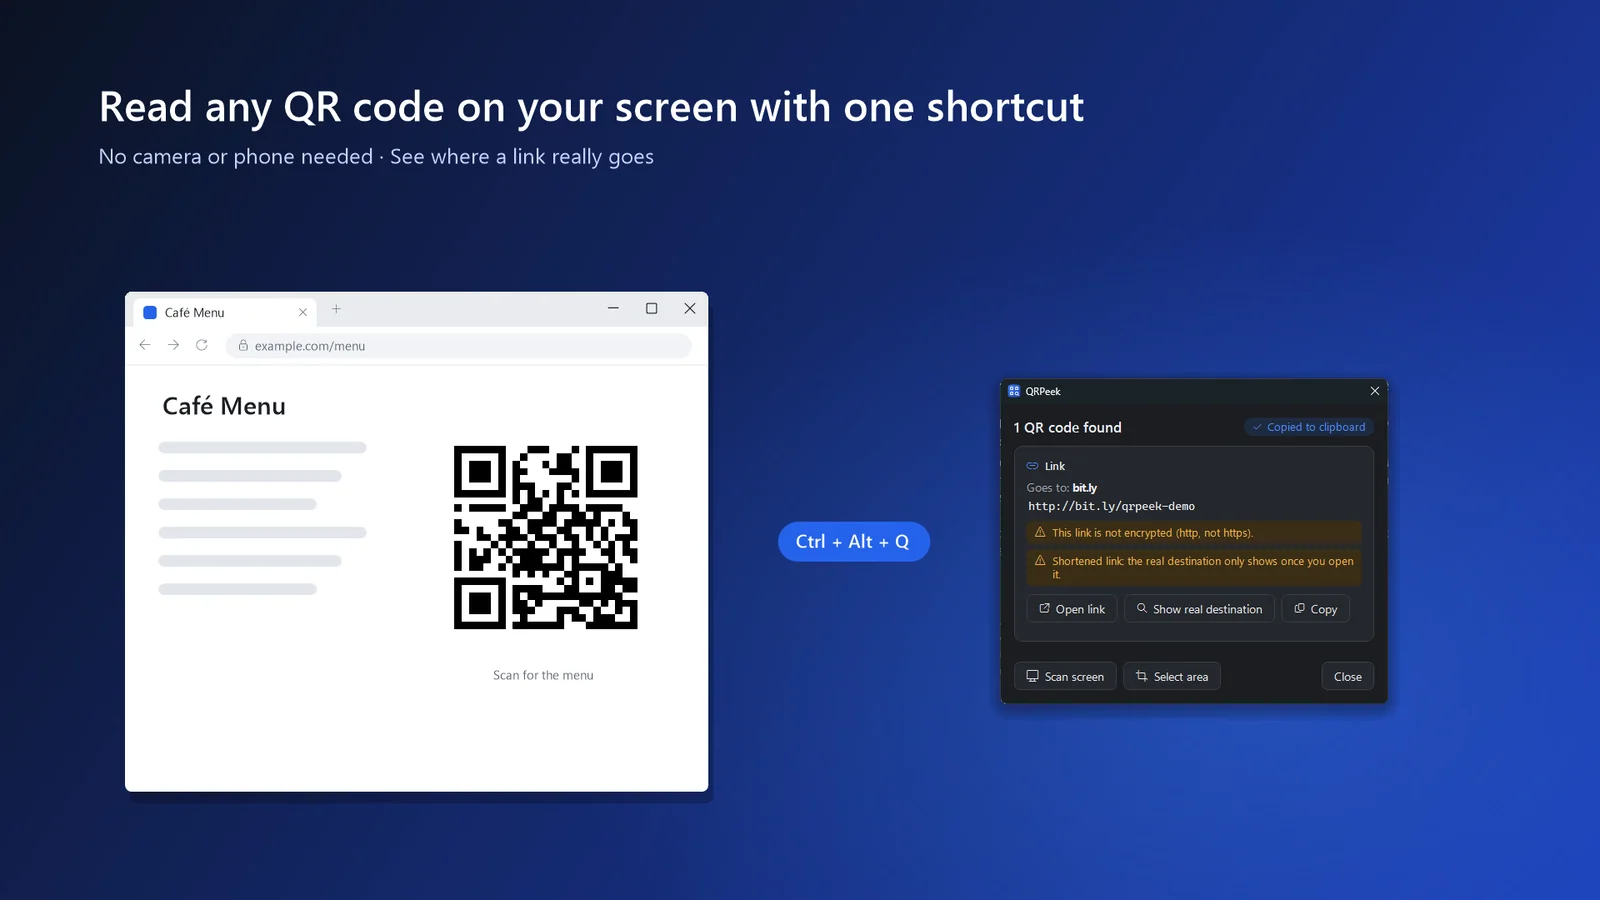 Read any QR code on your screen with one shortcut
No camera or phone needed · See where a link really goes
Café Menu
example.com/menu
Café Menu
Scan for the menu
Ctrl + Alt + Q
QRPeek
1 QR code found
Copied to clipboard
Link
Goes to: bit.ly
http://bit.ly/qrpeek-demo
This link is not encrypted (http, not https).
Shortened link: the real destination only shows once you open
it.
Open link
Show real destination
Copy
Scan screen
Select area
Close